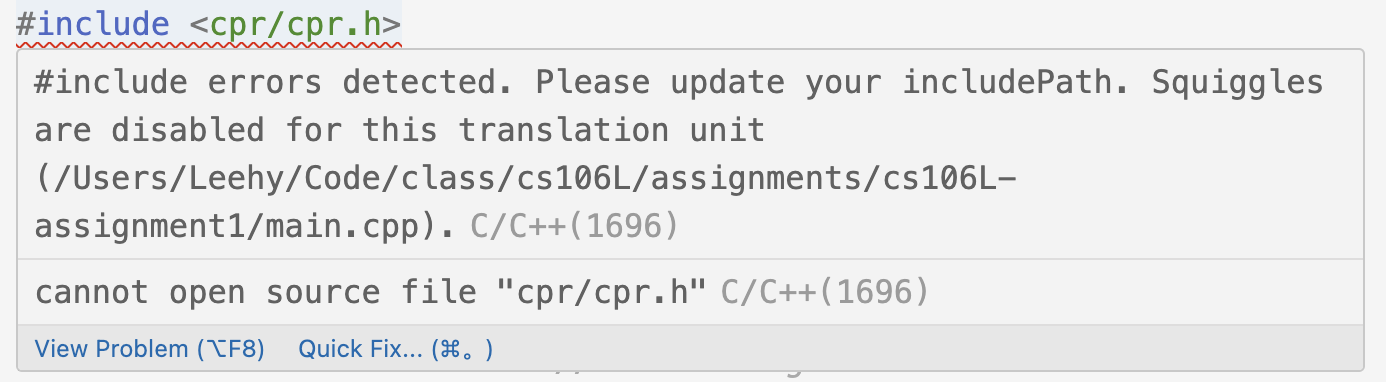 #include <cpr/cpr.h>
#include errors detected. Please update your includePath. Squiggles
are disabled for this translation unit
(/Users/Leehy/Code/class/cs106L/assignments/cs106L-
assignment1/main.cpp). C/C++(1696)
cannot open source file "cpr/cpr.h" C/C++(1696)
View Problem (⌥F8) Quick Fix... (⌘。)